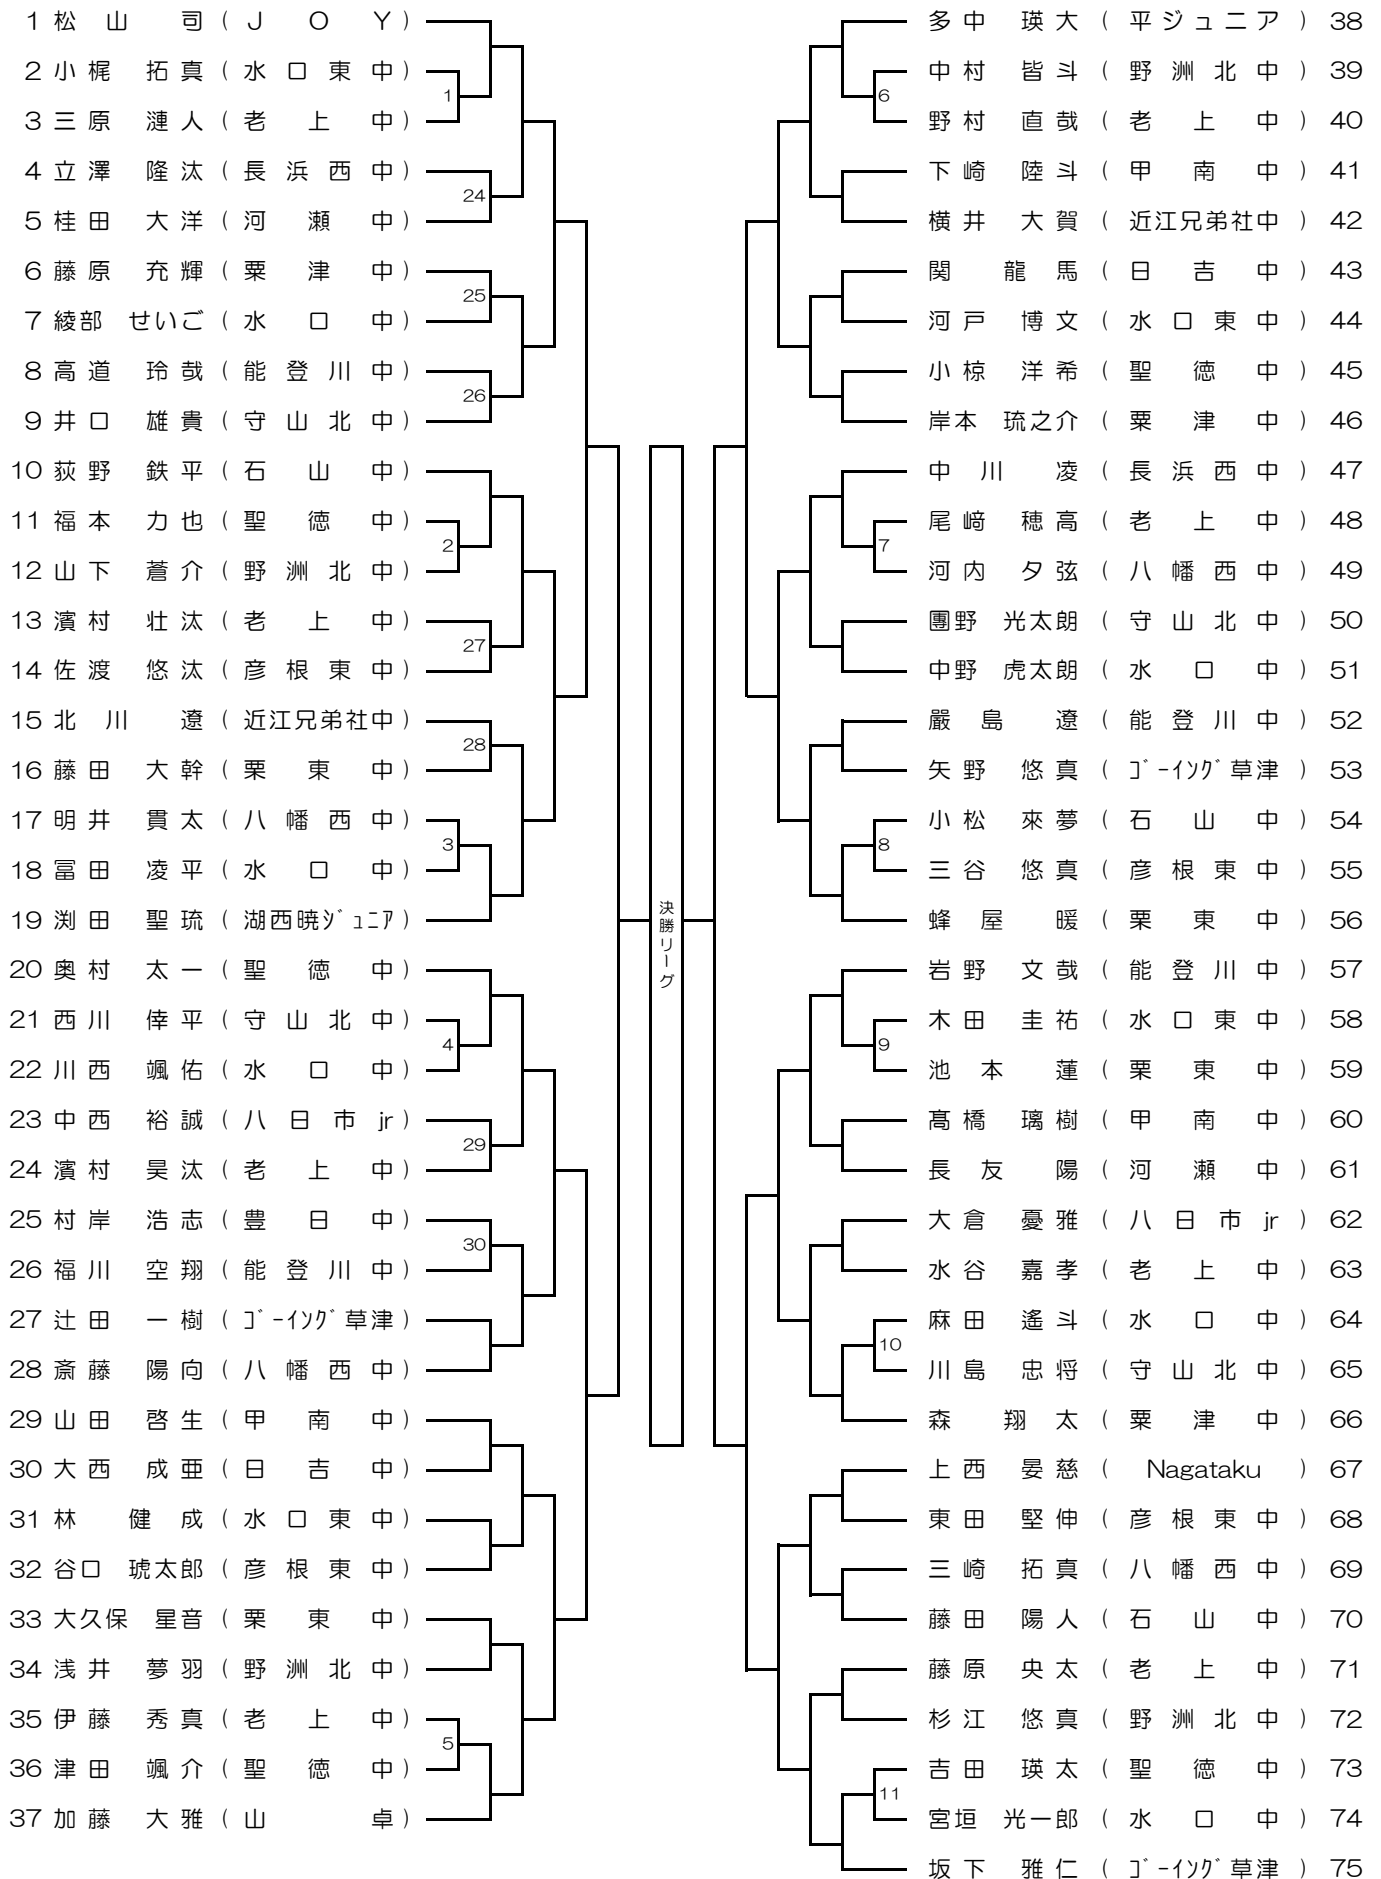 1 松山 司 (JOY)
2 小梶 拓真 (水口東中)
1
3 三原 漣人 (老上中)
4 立澤 隆汰 (長浜西中)
24
5 桂田 大洋 (河瀬中)
6 藤原 充輝 (粟津中)
25
7 綾部 せいご (水口中)
8 高道 玲哉 (能登川中)
26
9 井口 雄貴 (守山北中)
10 荻野 鉄平 (石山中)
11 福本 力也 (聖徳中)
2
12 山下 蒼介 (野洲北中)
13 濱村 壮汰 (老上中)
27
14 佐渡 悠汰 (彦根東中)
15 北川 遼 (近江兄弟社中)
28
16 藤田 大幹 (栗東中)
17 明井 貫太 (八幡西中)
3
18 冨田 凌平 (水口中)
19 渕田 聖琉 (湖西暁ｼﾞｭﾆｱ)
20 奥村 太一 (聖徳中)
21 西川 倖平 (守山北中)
4
22 川西 颯佑 (水口中)
23 中西 裕誠 (八日市jr)
29
24 濱村 昊汰 (老上中)
25 村岸 浩志 (豊日中)
30
26 福川 空翔 (能登川中)
27 辻田 一樹 (ｺﾞｰｲﾝｸﾞ草津)
28 斎藤 陽向 (八幡西中)
29 山田 啓生 (甲南中)
30 大西 成亜 (日吉中)
31 林 健成 (水口東中)
32 谷口 琥太郎 (彦根東中)
33 大久保 星音 (栗東中)
34 浅井 夢羽 (野洲北中)
35 伊藤 秀真 (老上中)
5
36 津田 颯介 (聖徳中)
37 加藤 大雅 (山卓)
決勝リーグ
多中 瑛大 (平ジュニア) 38
中村 皆斗 (野洲北中) 39
6
野村 直哉 (老上中) 40
下崎 陸斗 (甲南中) 41
横井 大賀 (近江兄弟社中) 42
関 龍馬 (日吉中) 43
河戸 博文 (水口東中) 44
小椋 洋希 (聖徳中) 45
岸本 琉之介 (粟津中) 46
中川 凌 (長浜西中) 47
尾﨑 穂高 (老上中) 48
7
河内 夕弦 (八幡西中) 49
團野 光太朗 (守山北中) 50
中野 虎太朗 (水口中) 51
嚴島 遼 (能登川中) 52
矢野 悠真 (ｺﾞｰｲﾝｸﾞ草津) 53
小松 來夢 (石山中) 54
8
三谷 悠真 (彦根東中) 55
蜂屋 暖 (栗東中) 56
岩野 文哉 (能登川中) 57
木田 圭祐 (水口東中) 58
9
池本 蓮 (栗東中) 59
髙橋 璃樹 (甲南中) 60
長友 陽 (河瀬中) 61
大倉 憂雅 (八日市jr) 62
水谷 嘉孝 (老上中) 63
麻田 遙斗 (水口中) 64
10
川島 忠将 (守山北中) 65
森 翔太 (粟津中) 66
上西 晏慈 (Nagataku) 67
東田 堅伸 (彦根東中) 68
三崎 拓真 (八幡西中) 69
藤田 陽人 (石山中) 70
藤原 央太 (老上中) 71
杉江 悠真 (野洲北中) 72
吉田 瑛太 (聖徳中) 73
11
宮垣 光一郎 (水口中) 74
坂下 雅仁 (ｺﾞｰｲﾝｸﾞ草津) 75